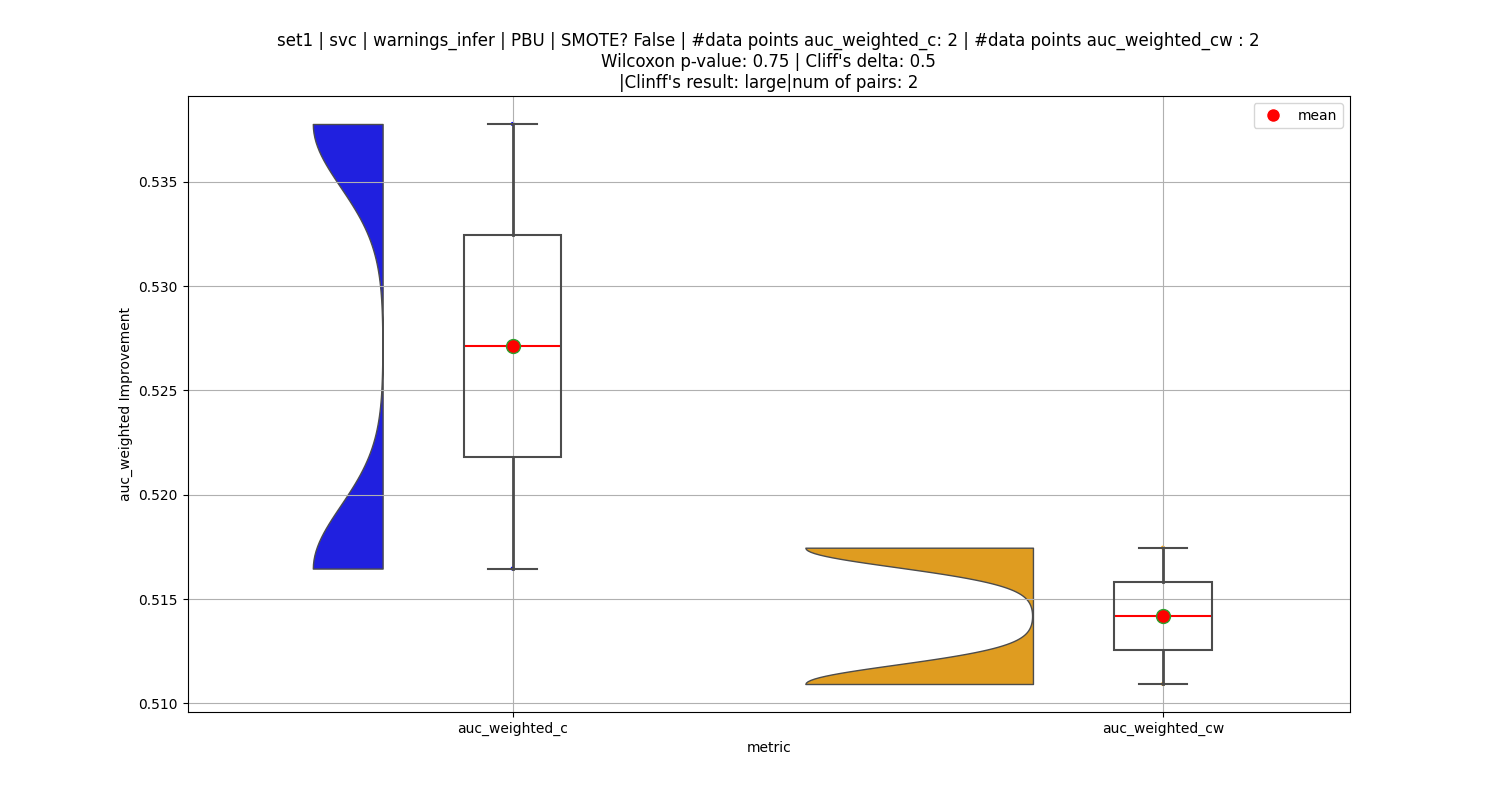 set1 | svc | warnings_infer | PBU | SMOTE? False | #data points auc_weighted_c: 2 | #data points auc_weighted_cw : 2
Wilcoxon p-value: 0.75 | Cliff's delta: 0.5
|Clinff's result: large|num of pairs: 2
mean
auc_weighted Improvement
0.535
0.530
0.525
0.520
0.515
0.510
auc_weighted_c
auc_weighted_cw
metric